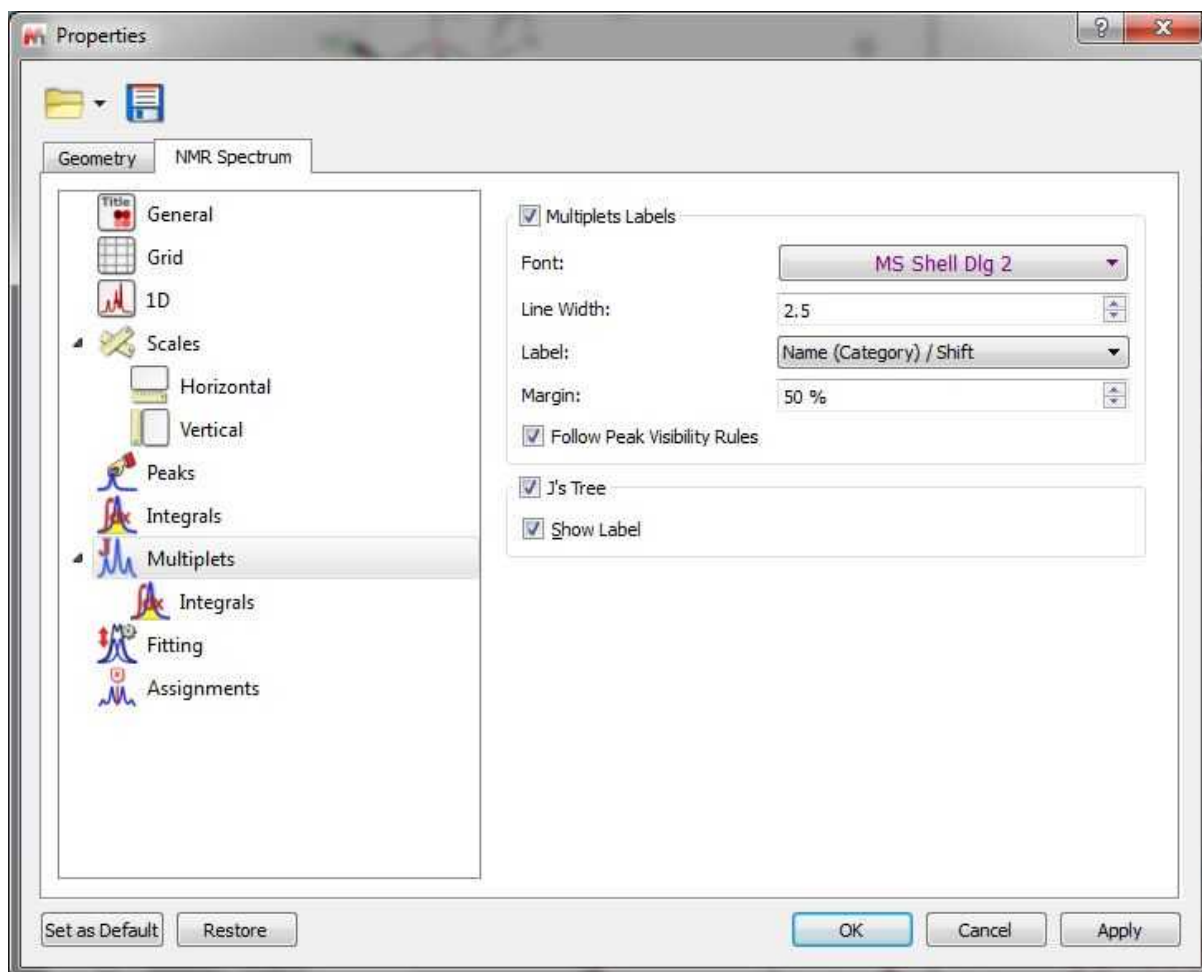 Properties
Geometry
NMR Spectrum
Title
General
Grid
1D
Scales
Horizontal
Vertical
Peaks
Integrals
Multiplets
Integrals
Fitting
Assignments
Multiplets Labels
Font: MS Shell Dlg 2
Line Width: 2.5
Label: Name (Category) / Shift
Margin: 50 %
Follow Peak Visibility Rules
J's Tree
Show Label
Set as Default Restore OK Cancel Apply